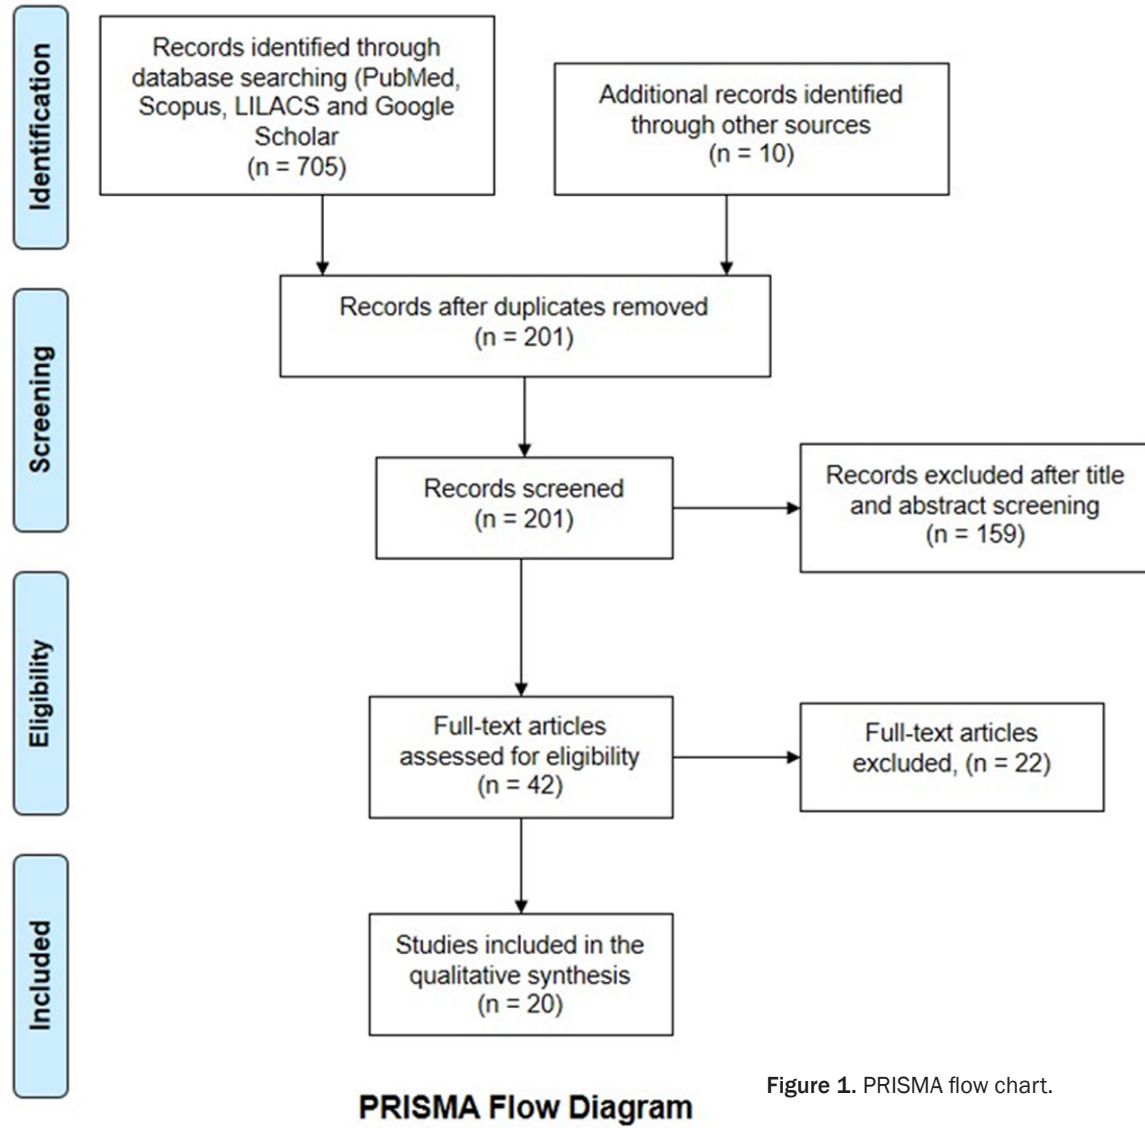 Identification
Records identified through
database searching (PubMed,
Scopus, LILACS and Google
Scholar
(n = 705)
Additional records identified
through other sources
(n = 10)
Screening
Records after duplicates removed
(n = 201)
Records screened
(n = 201)
Records excluded after title
and abstract screening
(n = 159)
Eligibility
Full-text articles
assessed for eligibility
(n = 42)
Full-text articles
excluded, (n = 22)
Included
Studies included in the
qualitative synthesis
(n = 20)
PRISMA Flow Diagram
Figure 1. PRISMA flow chart.